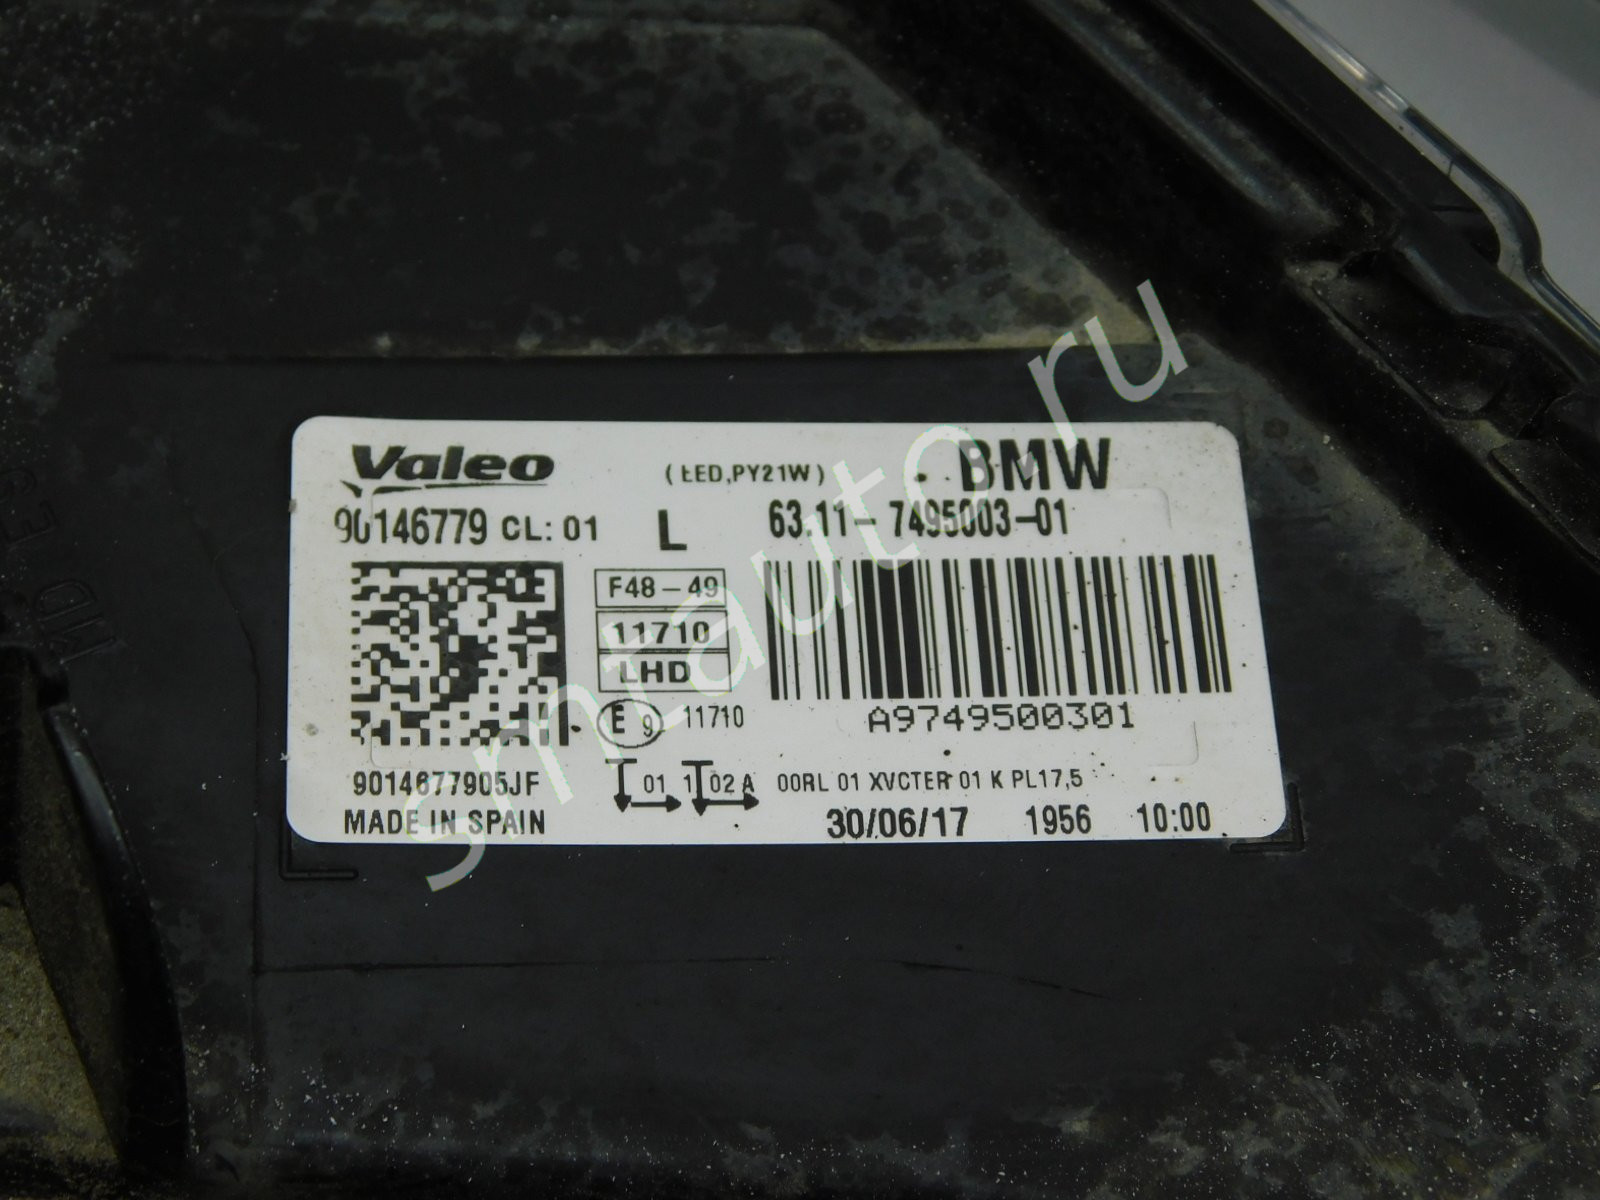 Valeo (LED,PY21W) BMW
90146779 CL: 01 L 63.11- 7495003-01
F48-49
11710
LHD
E 9 11710
A9749500301
9014677905JF 01 1 02 A 00RL 01 XVCTER 01 K PL17,5
MADE IN SPAIN 30/06/17 1956 10:00
smtauto.ru